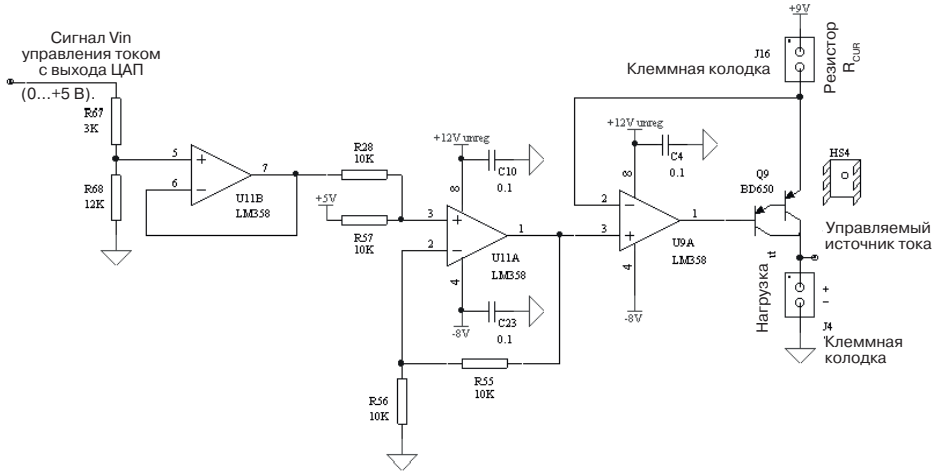 Сигнал Vin
управления током
с выхода ЦАП
(0...+5 В).
R67
3K
R68
12K
5
6
7
U11B
LM358
R28
10K
+5V
R57
10K
+12V unreg
8
C10
0.1
3
2
1
U11A
LM358
4
C23
0.1
-8V
R55
10K
R56
10K
+12V unreg
8
C4
0.1
2
3
1
U9A
LM358
4
-8V
+9V
J16
Клеммная колодка
Резистор
RCUR
HS4
Q9
BD650
Управляемый
источник тока
Нагрузка
+
−
J4
Клеммная
колодка